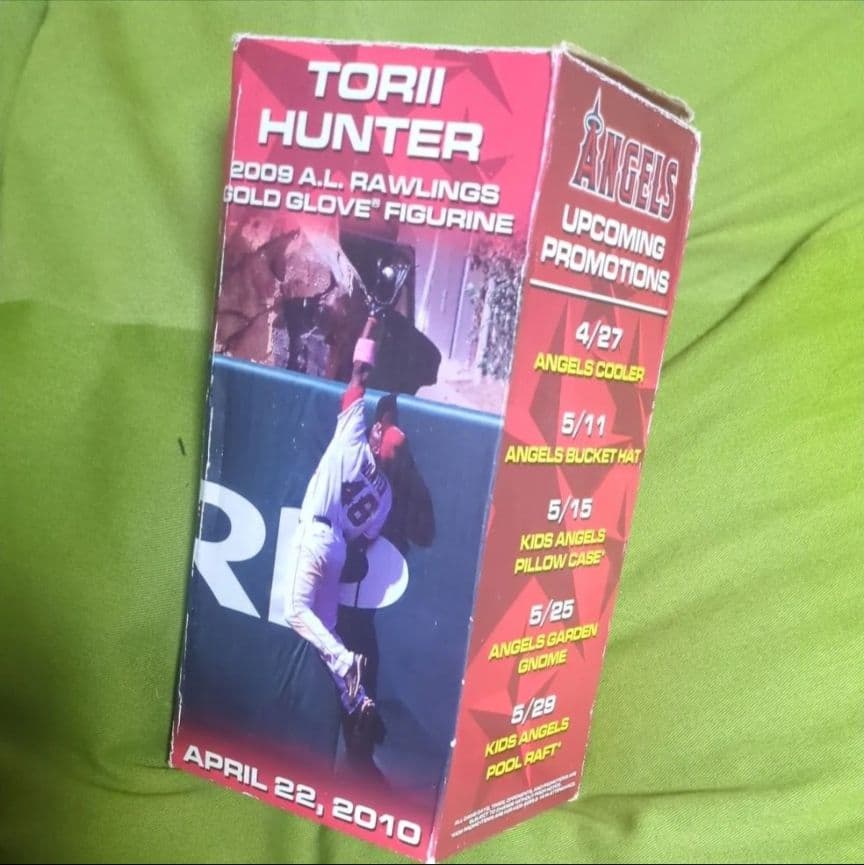 TORII
HUNTER
2009 A.L. RAWLINGS
GOLD GLOVE® FIGURINE
48
APRIL 22, 2010
ANGELS
UPCOMING
PROMOTIONS
4/27
ANGELS COOLER
5/11
ANGELS BUCKET HAT
5/15
KIDS ANGELS
PILLOW CASE*
5/25
ANGELS GARDEN
GNOME
5/29
KIDS ANGELS
POOL RAFT*